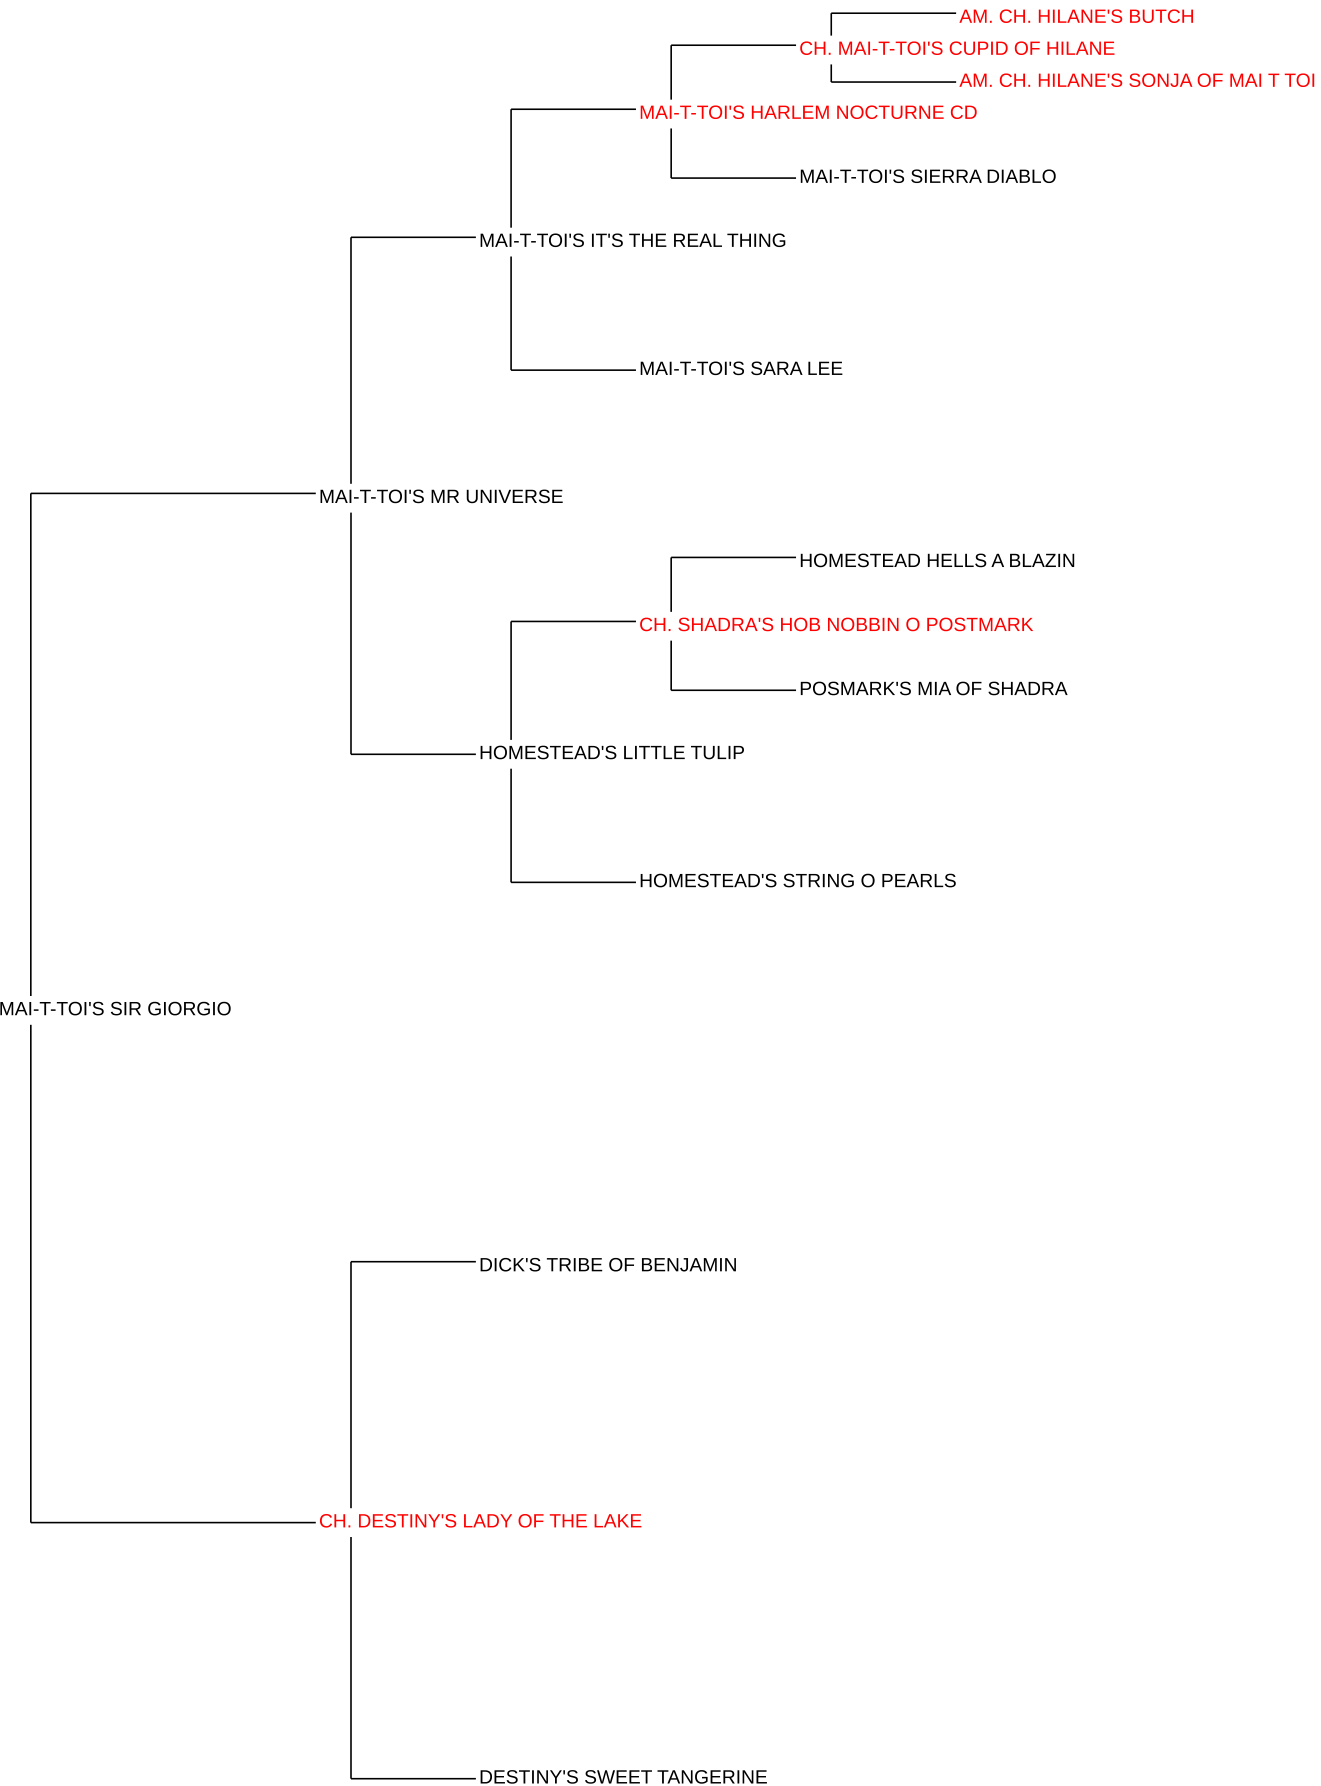 AM. CH. HILANE'S BUTCH
CH. MAI-T-TOI'S CUPID OF HILANE
AM. CH. HILANE'S SONJA OF MAI T TOI
MAI-T-TOI'S HARLEM NOCTURNE CD
MAI-T-TOI'S SIERRA DIABLO
MAI-T-TOI'S IT'S THE REAL THING
MAI-T-TOI'S SARA LEE
MAI-T-TOI'S MR UNIVERSE
HOMESTEAD HELLS A BLAZIN
CH. SHADRA'S HOB NOBBIN O POSTMARK
POSMARK'S MIA OF SHADRA
HOMESTEAD'S LITTLE TULIP
HOMESTEAD'S STRING O PEARLS
MAI-T-TOI'S SIR GIORGIO
DICK'S TRIBE OF BENJAMIN
CH. DESTINY'S LADY OF THE LAKE
DESTINY'S SWEET TANGERINE